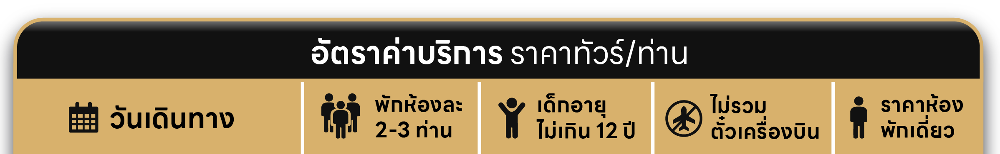 อัตราค่าบริการ ราคาทัวร์/ท่าน
วันเดินทาง
พักห้องละ
2-3 ท่าน
เด็กอายุ
ไม่เกิน 12 ปี
ไม่รวม
ตั๋วเครื่องบิน
ราคาห้อง
พักเดี่ยว